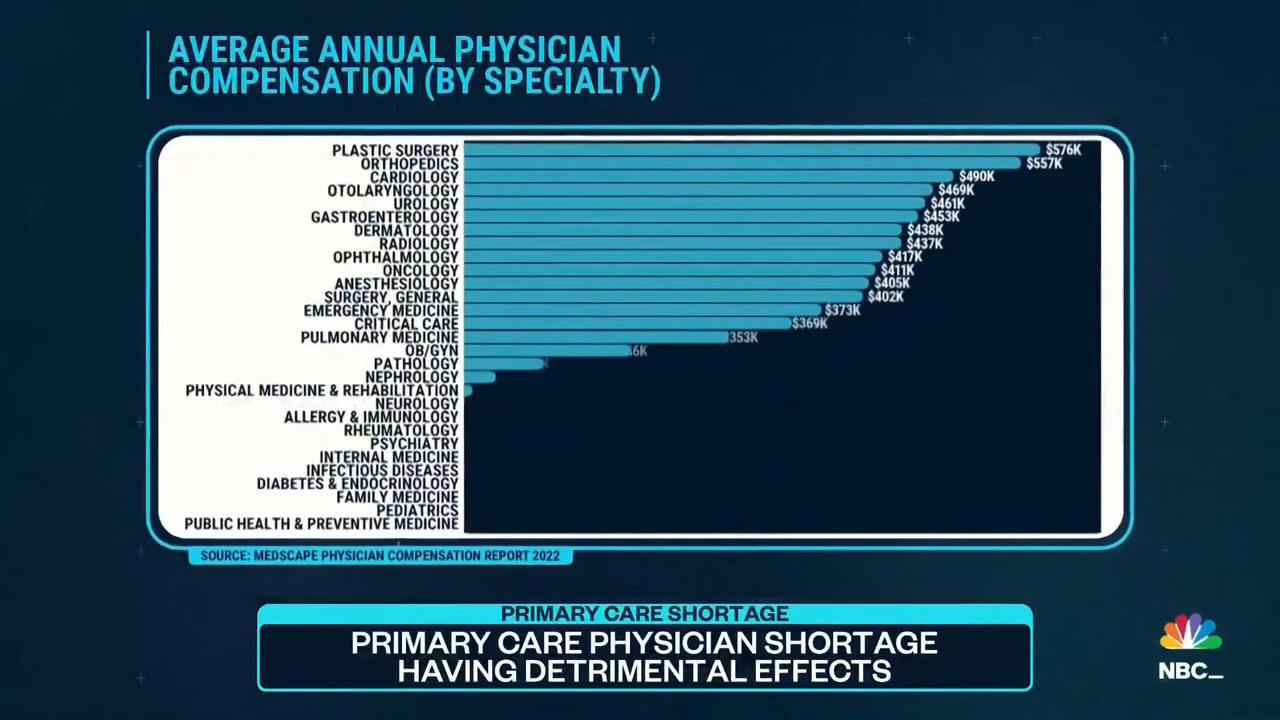 AVERAGE ANNUAL PHYSICIAN
COMPENSATION (BY SPECIALTY)
PLASTIC SURGERY $576K
ORTHOPEDICS $557K
CARDIOLOGY $490K
OTOLARYNGOLOGY $469K
UROLOGY $461K
GASTROENTEROLOGY $453K
DERMATOLOGY $438K
RADIOLOGY $437K
OPHTHALMOLOGY $417K
ONCOLOGY $411K
ANESTHESIOLOGY $405K
SURGERY, GENERAL $402K
EMERGENCY MEDICINE $373K
CRITICAL CARE $369K
PULMONARY MEDICINE 353K
OB/GYN 6K
PATHOLOGY
NEPHROLOGY
PHYSICAL MEDICINE & REHABILITATION
NEUROLOGY
ALLERGY & IMMUNOLOGY
RHEUMATOLOGY
PSYCHIATRY
INTERNAL MEDICINE
INFECTIOUS DISEASES
DIABETES & ENDOCRINOLOGY
FAMILY MEDICINE
PEDIATRICS
PUBLIC HEALTH & PREVENTIVE MEDICINE
SOURCE: MEDSCAPE PHYSICIAN COMPENSATION REPORT 2022
PRIMARY CARE SHORTAGE
PRIMARY CARE PHYSICIAN SHORTAGE
HAVING DETRIMENTAL EFFECTS
NBC